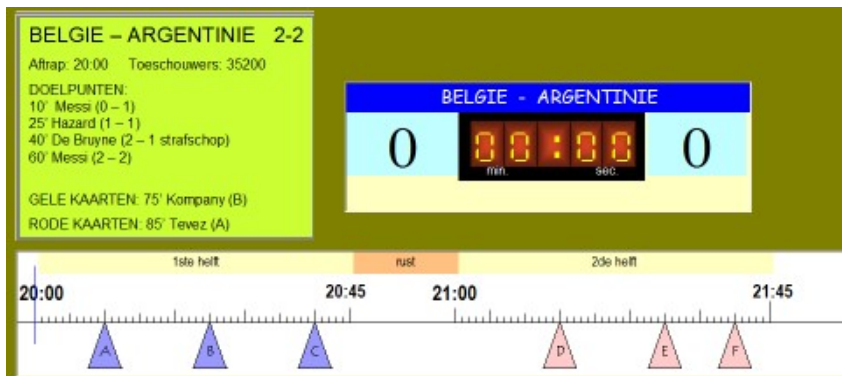 BELGIE – ARGENTINIE 2-2
Aftrap: 20:00 Toeschouwers: 35200
DOELPUNTEN:
10' Messi (0 – 1)
25' Hazard (1 – 1)
40' De Bruyne (2 – 1 strafschop)
60' Messi (2 – 2)
GELE KAARTEN: 75' Kompany (B)
RODE KAARTEN: 85' Tevez (A)
BELGIE - ARGENTINIE
0 00:00 0
min. sec.
1ste helft rust 2de helft
20:00 20:45 21:00 21:45
A B C D E F